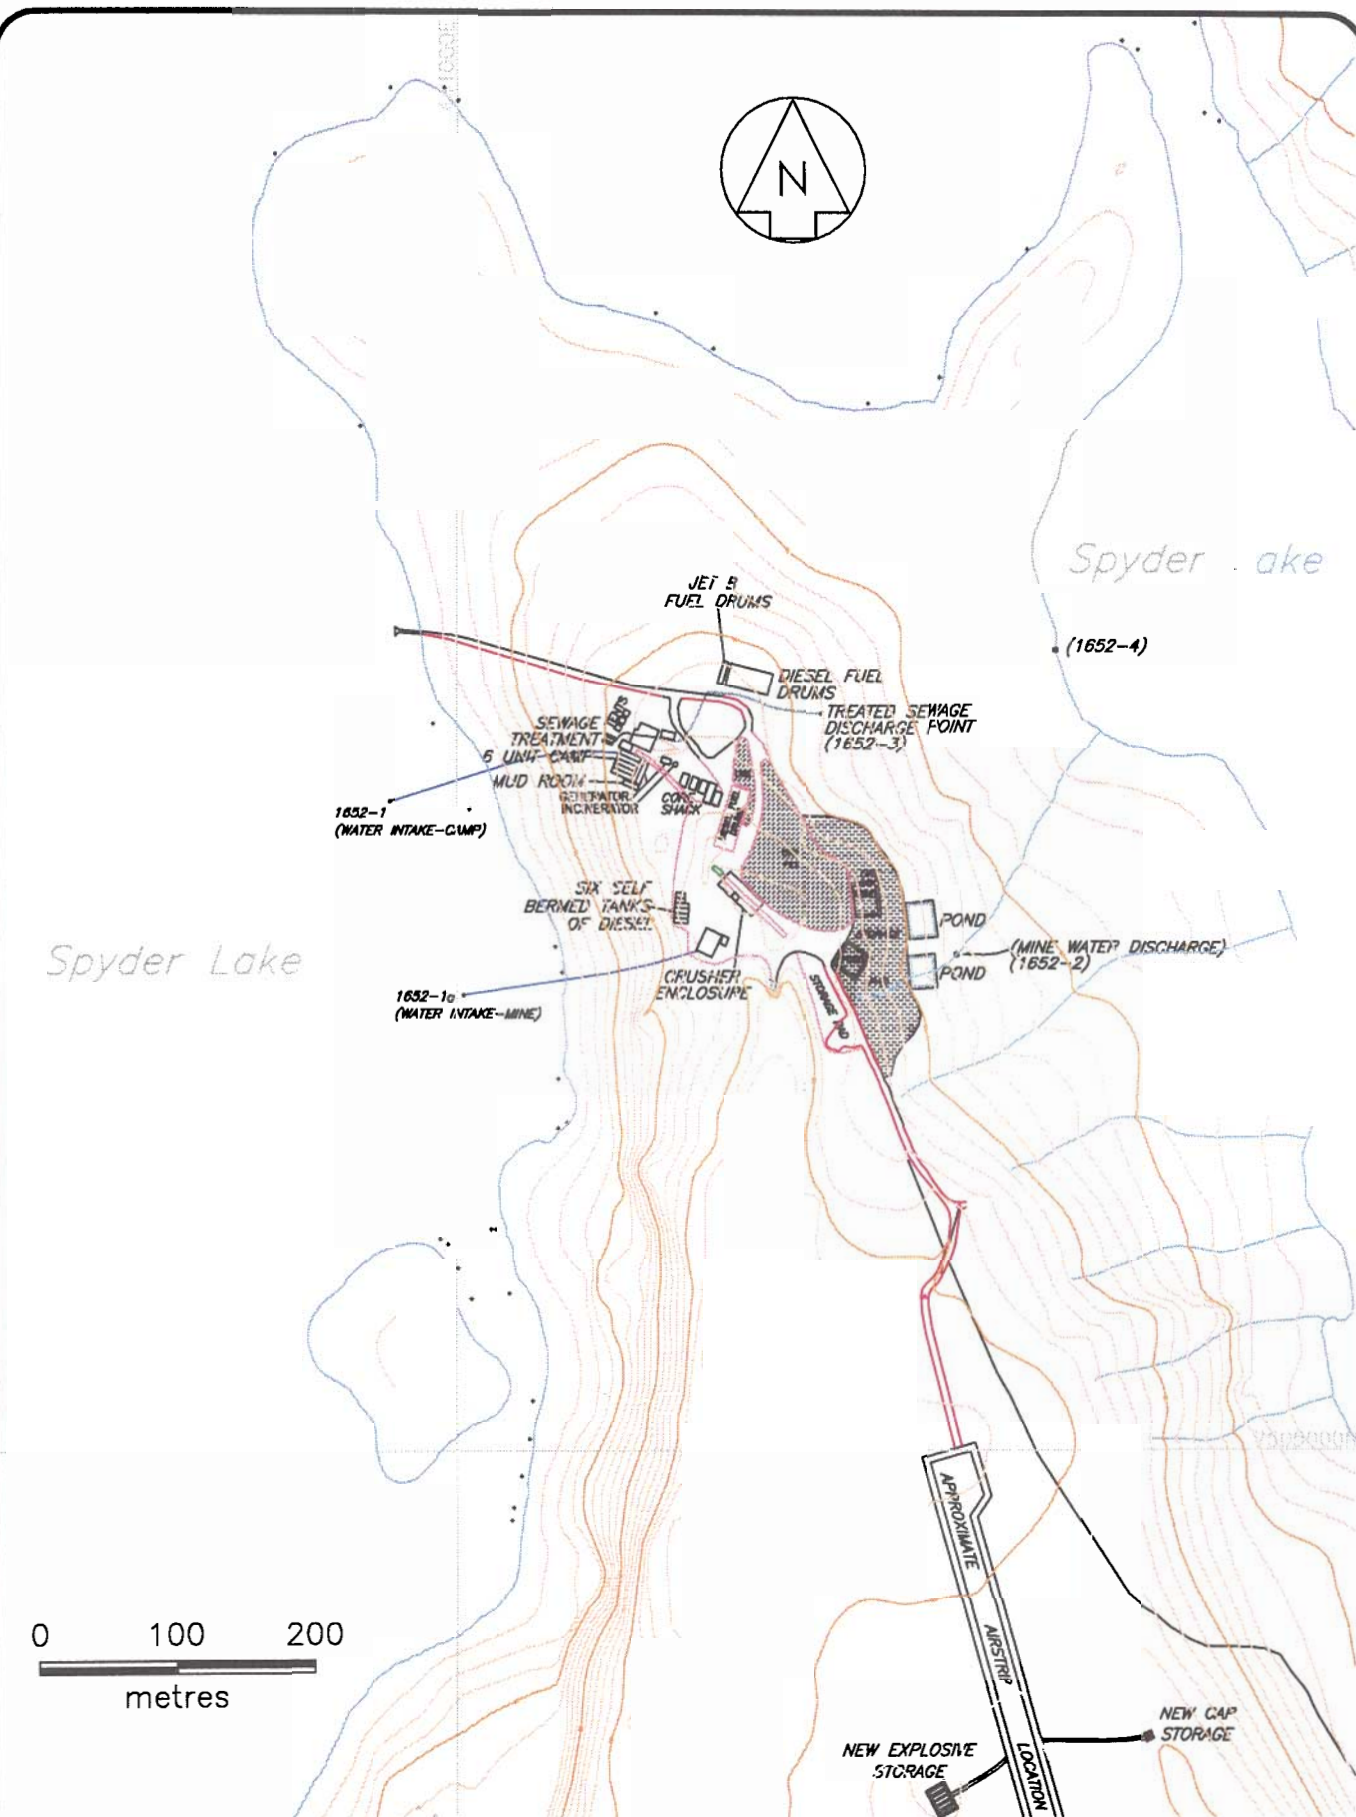 N
Spyder ake
JET B
FUEL DRUMS
(1652-4)
DIESEL FUEL
DRUMS
TREATED SEWAGE
DISCHARGE POINT
(1652-3)
TENTS
SEWAGE
TREATMENT
6 UNIT CAMP
MUD ROOM
GENERATOR
INCINERATOR
CORE
SHACK
1652-1
(WATER INTAKE-CAMP)
SIX SELF
BERMED TANKS
OF DIESEL
POND
(MINE WATER DISCHARGE)
(1652-2)
POND
Spyder Lake
CRUSHER
ENCLOSURE
STORAGE PAD
1652-1a
(WATER INTAKE-MINE)
APPROXIMATE
AIRSTRIP
LOCATION
0 100 200
metres
NEW CAP
STORAGE
NEW EXPLOSIVE
STORAGE